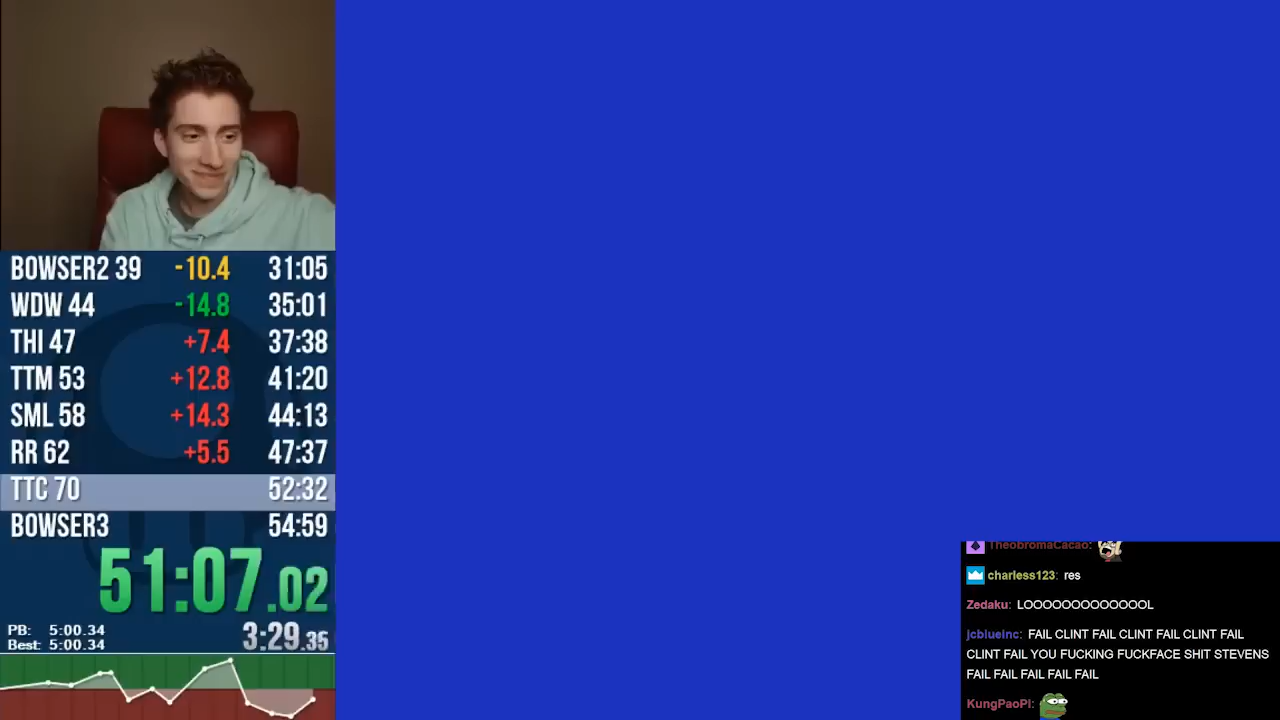 BOWSER2 39 -10.4 31:05
WDW 44 -14.8 35:01
THI 47 +7.4 37:38
TTM 53 +12.8 41:20
SML 58 +14.3 44:13
RR 62 +5.5 47:37
TTC 70 52:32
BOWSER3 54:59
51:07.02
PB: 5:00.34
Best: 5:00.34
3:29.35
TheobromaCacao:
charless123: res
Zedaku: LOOOOOOOOOOOOOL
jcblueinc: FAIL CLINT FAIL CLINT FAIL CLINT FAIL
CLINT FAIL YOU FUCKING FUCKFACE SHIT STEVENS
FAIL FAIL FAIL FAIL FAIL
KungPaoPi: